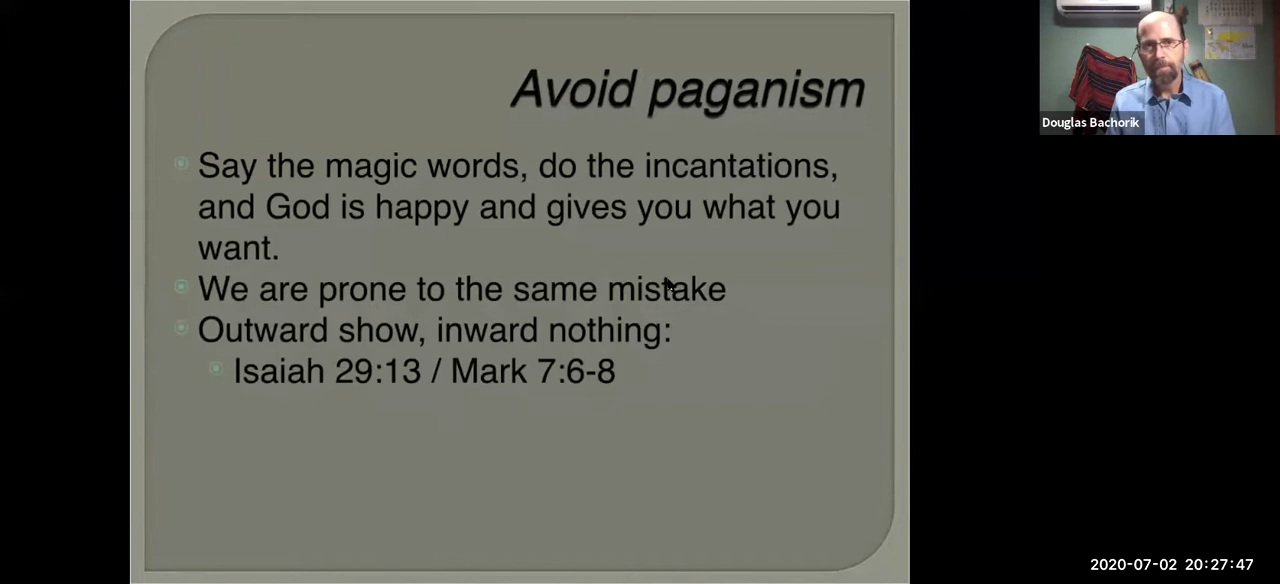 Avoid paganism
Say the magic words, do the incantations,
and God is happy and gives you what you
want.
We are prone to the same mistake
Outward show, inward nothing:
Isaiah 29:13 / Mark 7:6-8
Douglas Bachorik
2020-07-02 20:27:47